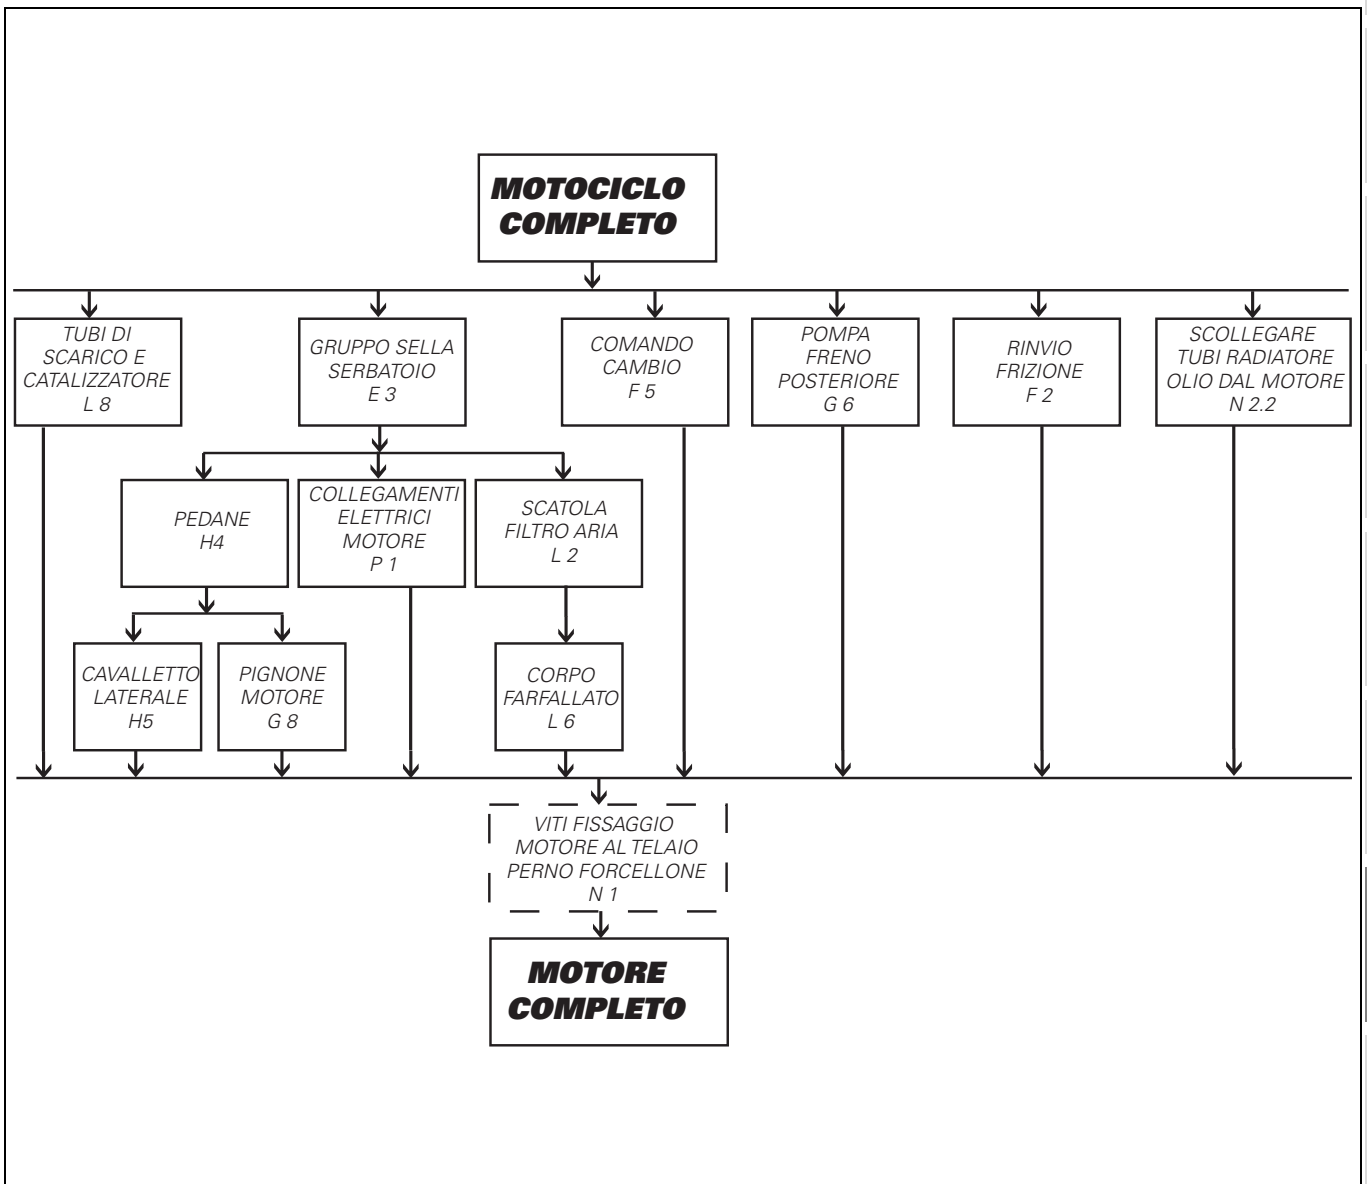 MOTOCICLO
COMPLETO
TUBI DI
SCARICO E
CATALIZZATORE
L 8
GRUPPO SELLA
SERBATOIO
E 3
COMANDO
CAMBIO
F 5
POMPA
FRENO
POSTERIORE
G 6
RINVIO
FRIZIONE
F 2
SCOLLEGARE
TUBI RADIATORE
OLIO DAL MOTORE
N 2.2
PEDANE
H4
COLLEGAMENTI
ELETTRICI
MOTORE
P 1
SCATOLA
FILTRO ARIA
L 2
CAVALLETTO
LATERALE
H5
PIGNONE
MOTORE
G 8
CORPO
FARFALLATO
L 6
VITI FISSAGGIO
MOTORE AL TELAIO
PERNO FORCELLONE
N 1
MOTORE
COMPLETO